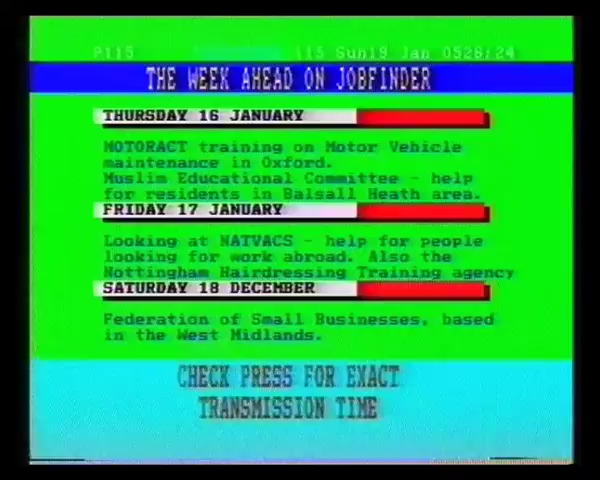 P115 115 Sun19 Jan 0528:24
THE WEEK AHEAD ON JOBFINDER
THURSDAY 16 JANUARY
MOTORACT training on Motor Vehicle
maintenance in Oxford.
Muslim Educational Committee - help
for residents in Balsall Heath area.
FRIDAY 17 JANUARY
Looking at NATVACS - help for people
looking for work abroad. Also the
Nottingham Hairdressing Training agency
SATURDAY 18 DECEMBER
Federation of Small Businesses, based
in the West Midlands.
CHECK PRESS FOR EXACT
TRANSMISSION TIME